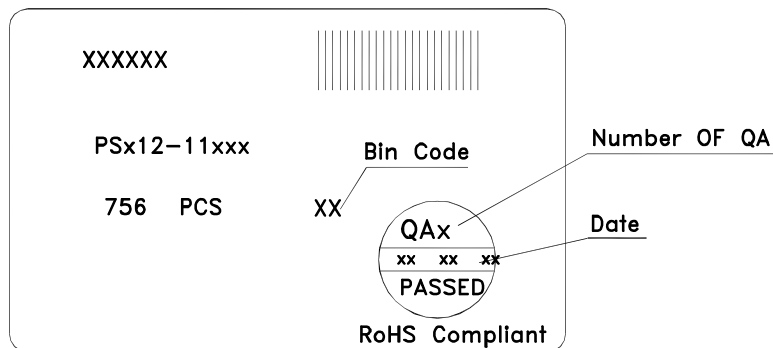 XXXXXX
PSx12-11xxx
Bin Code
Number OF QA
756 PCS
XX
QAx
Date
xx xx xx
PASSED
RoHS Compliant